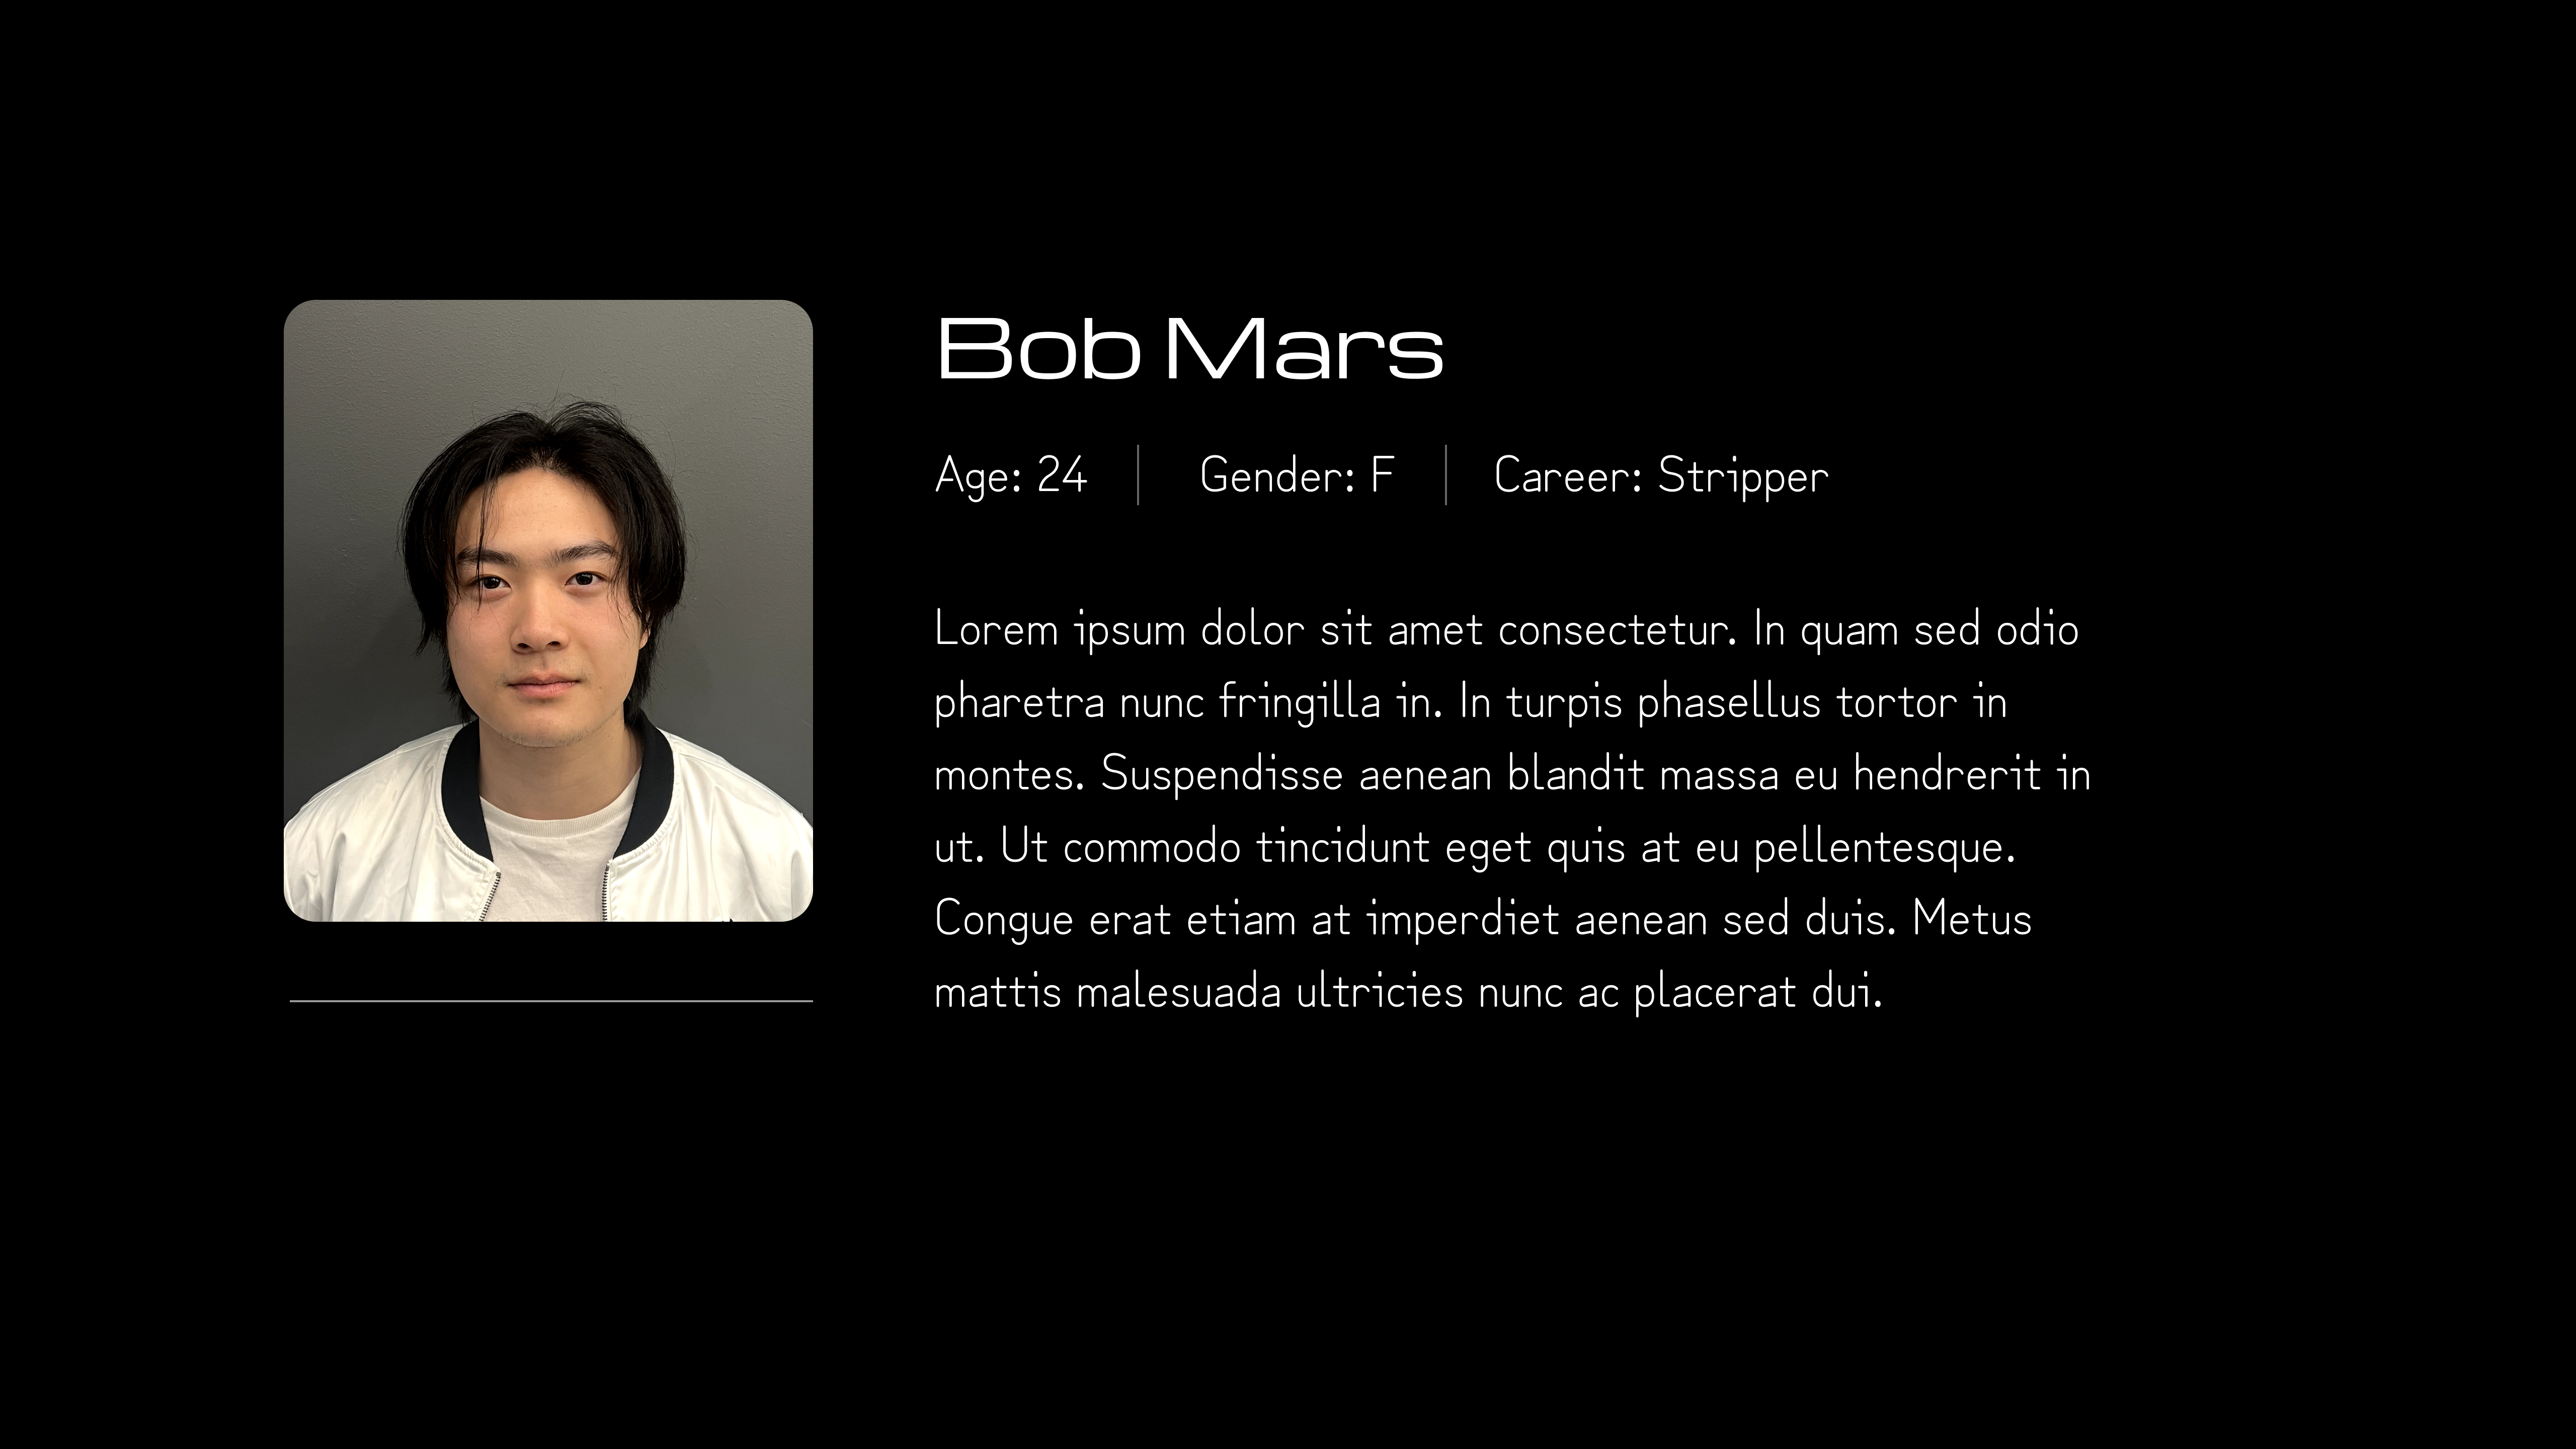 Bob Mars
Age: 24 Gender: F Career: Stripper
Lorem ipsum dolor sit amet consectetur. In quam sed odio
pharetra nunc fringilla in. In turpis phasellus tortor in
montes. Suspendisse aenean blandit massa eu hendrerit in
ut. Ut commodo tincidunt eget quis at eu pellentesque.
Congue erat etiam at imperdiet aenean sed duis. Metus
mattis malesuada ultricies nunc ac placerat dui.